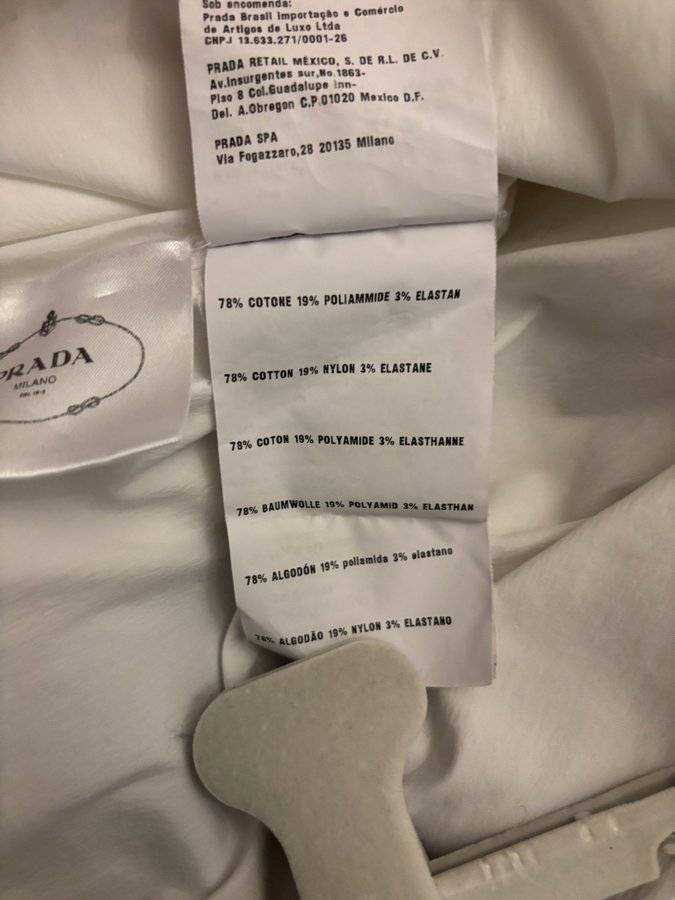 Sob encomenda:
Prada Brasil Importação e Comércio
de Artigos de Luxo Ltda
CNPJ 13.633.271/0001-26
PRADA RETAIL MÉXICO, S. DE R.L. DE C.V.
Av.Insurgentes sur,No.1863-
Piso 8 Col.Guadalupe Inn-
Del. A.Obregon C.P.01020 Mexico D.F.
PRADA SPA
Via Fogazzaro,28 20135 Milano
78% COTONE 19% POLIAMMIDE 3% ELASTAN
78% COTTON 19% NYLON 3% ELASTANE
78% COTON 19% POLYAMIDE 3% ELASTHANNE
78% BAUMWOLLE 19% POLYAMID 3% ELASTHAN
78% ALGODÓN 19% poliamida 3% elastano
78% ALGODÃO 19% NYLON 3% ELASTANO
PRADA
MILANO